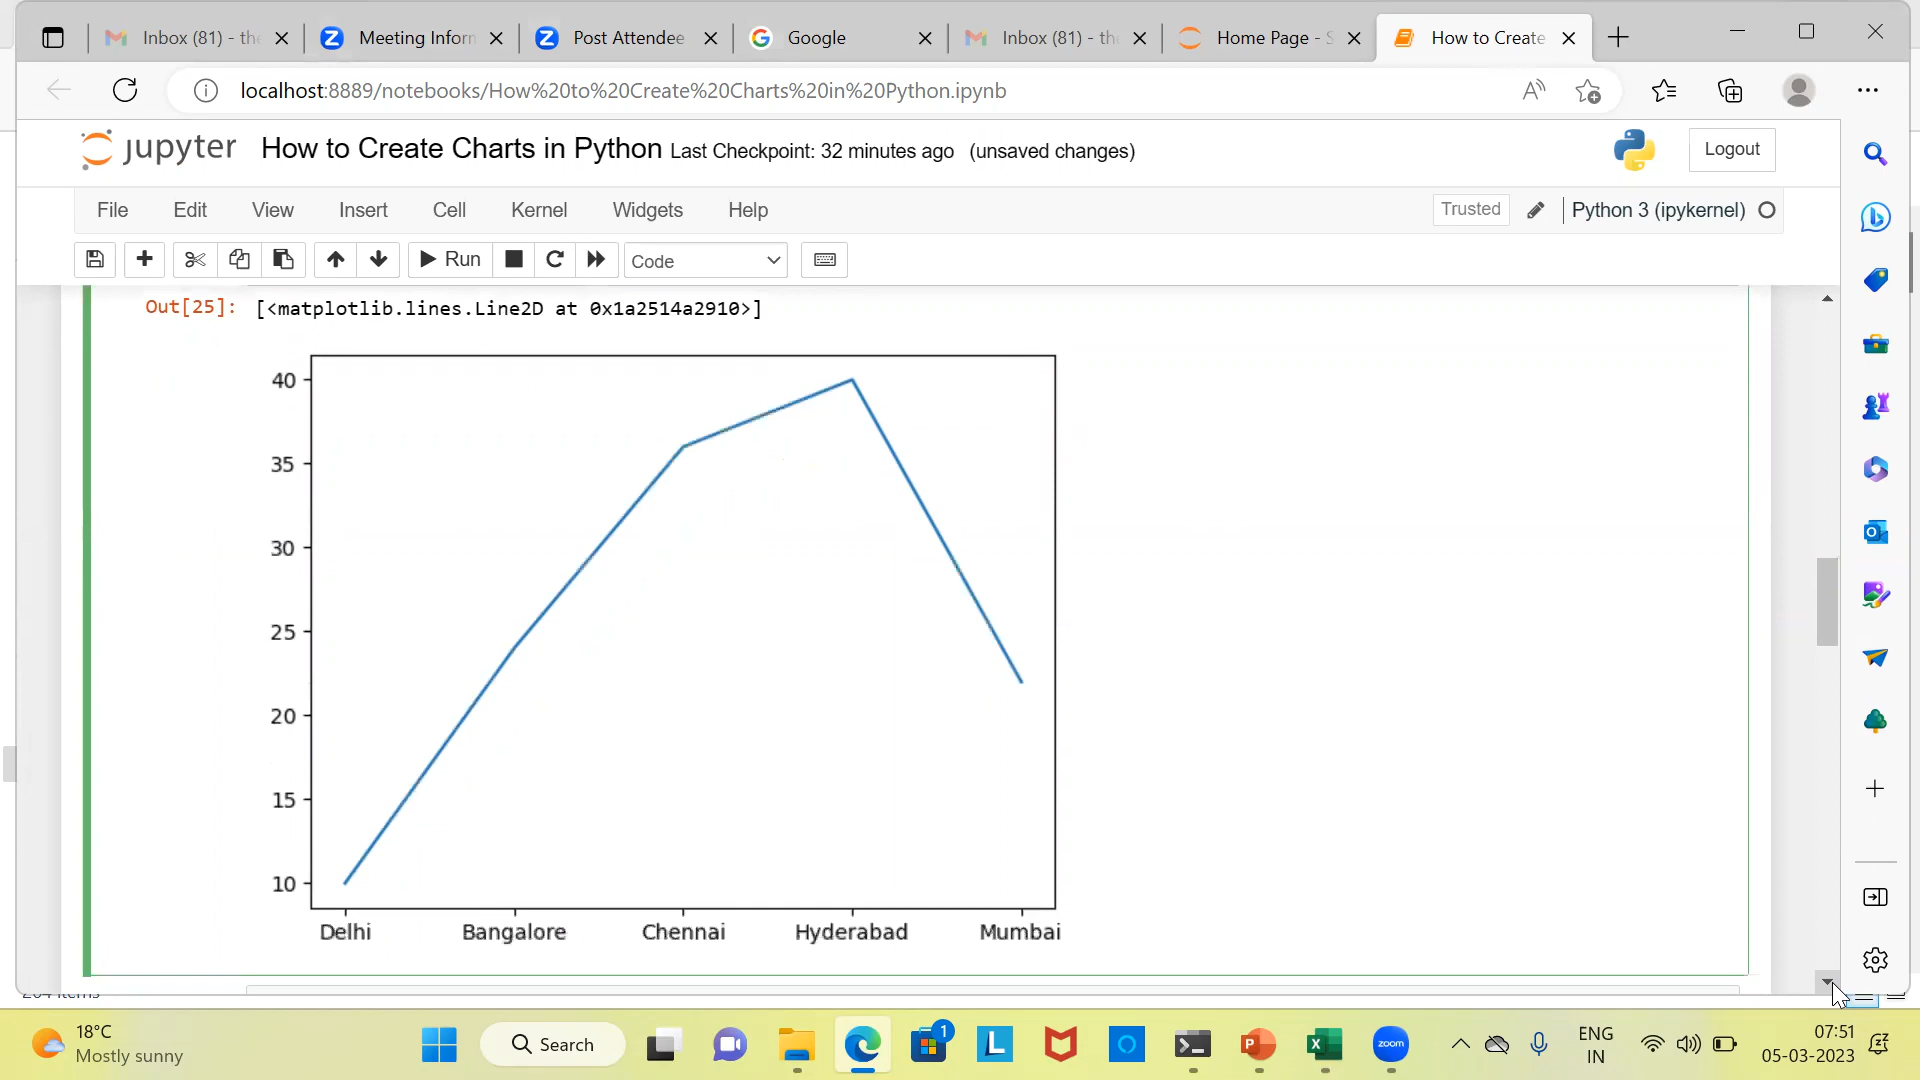 Inbox (81) - the
Meeting Inform
Post Attendee
Google
Inbox (81) - the
Home Page - S
How to Create
localhost:8889/notebooks/How%20to%20Create%20Charts%20in%20Python.ipynb
jupyter How to Create Charts in Python Last Checkpoint: 32 minutes ago (unsaved changes)
Logout
File Edit View Insert Cell Kernel Widgets Help
Trusted
Python 3 (ipykernel)
Run
Code
Out[25]: [<matplotlib.lines.Line2D at 0x1a2514a2910>]
40
35
30
25
20
15
10
Delhi Bangalore Chennai Hyderabad Mumbai
18°C
Mostly sunny
Search
1
L
zoom
ENG
IN
07:51
05-03-2023